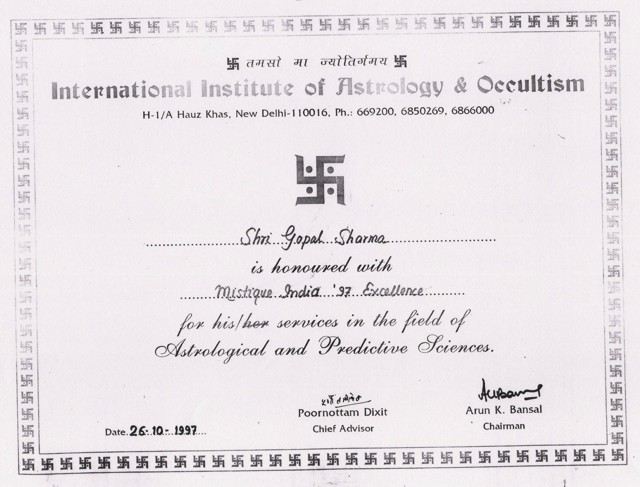 卐 तमसो मा ज्योतिर्गमय 卐
International Institute of Astrology & Occultism
H-1/A Hauz Khas, New Delhi-110016, Ph.: 669200, 6850269, 6866000
Shri Gopal Sharma
is honoured with
Mistique India '97 Excellence
for his/her services in the field of
Astrological and Predictive Sciences.
Poornottam Dixit
Chief Advisor
Arun K. Bansal
Chairman
Date. 26-10-1997